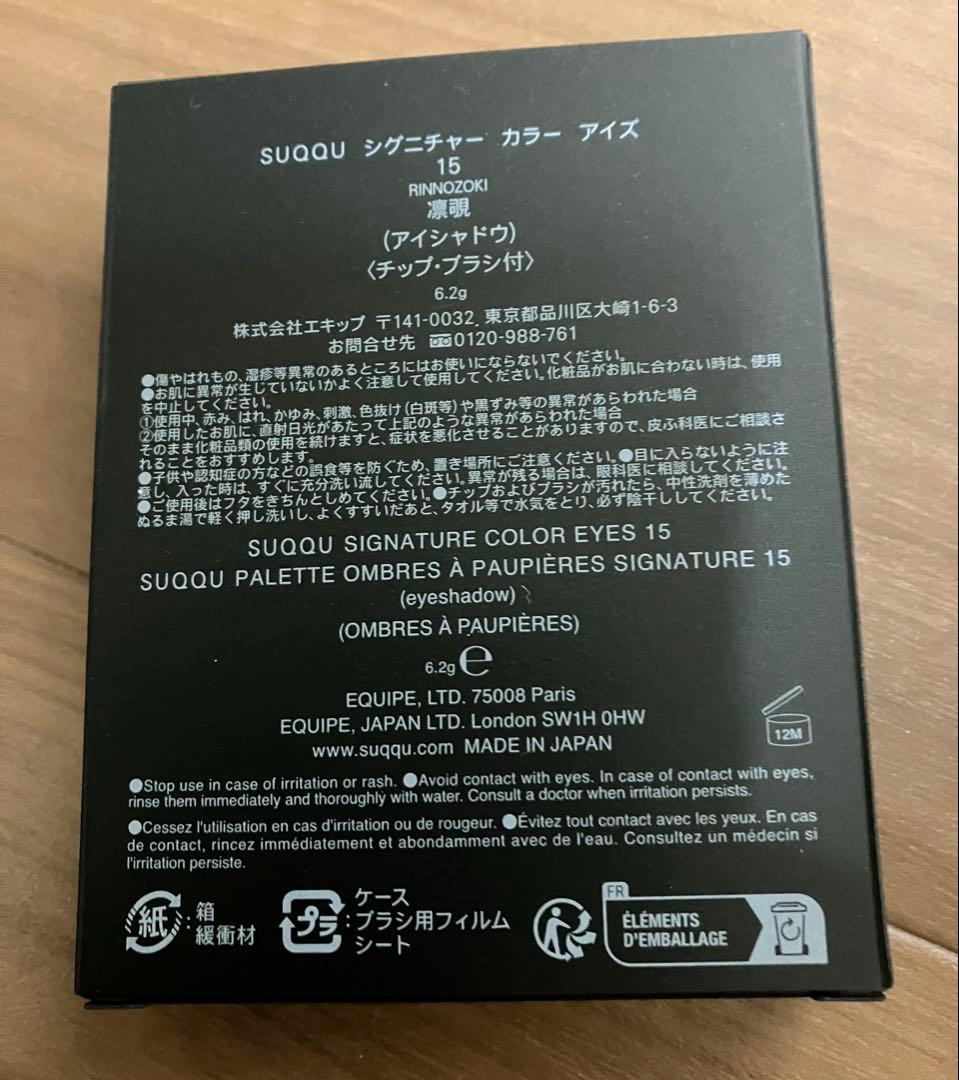 SUQQU シグニチャー カラー アイズ
15
RINNOZOKI
凛覗
(アイシャドウ)
〈チップ・ブラシ付〉
6.2g
株式会社エキップ 〒141-0032 東京都品川区大崎1-6-3
お問合せ先 0120-988-761
●傷やはれもの、湿疹等異常のあるところにはお使いにならないでください。
●お肌に異常が生じていないかよく注意して使用してください。化粧品がお肌に合わない時は、使用
を中止してください。
①使用中、赤み、はれ、かゆみ、刺激、色抜け(白斑等)や黒ずみ等の異常があらわれた場合
②使用したお肌に、直射日光があたって上記のような異常があらわれた場合
そのまま化粧品類の使用を続けますと、症状を悪化させることがありますので、皮ふ科医にご相談さ
れることをおすすめします。
●子供や認知症の方などの誤食等を防ぐため、置き場所にご注意ください。●目に入らないように注
意し、入った時は、すぐに充分洗い流してください。異常が残る場合は、眼科医に相談してください。
●ご使用後はフタをきちんとしめてください。●チップおよびブラシが汚れたら、中性洗剤を薄めた
ぬるま湯で軽く押し洗いし、よくすすいだあと、タオル等で水気をとり、必ず陰干ししてください。
SUQQU SIGNATURE COLOR EYES 15
SUQQU PALETTE OMBRES À PAUPIÈRES SIGNATURE 15
(eyeshadow)
(OMBRES À PAUPIÈRES)
6.2g ℮
EQUIPE, LTD. 75008 Paris
EQUIPE, JAPAN LTD. London SW1H 0HW
www.suqqu.com MADE IN JAPAN
12M
●Stop use in case of irritation or rash. ●Avoid contact with eyes. In case of contact with eyes,
rinse them immediately and thoroughly with water. Consult a doctor when irritation persists.
●Cessez l'utilisation en cas d'irritation ou de rougeur. ●Évitez tout contact avec les yeux. En cas
de contact, rincez immédiatement et abondamment avec de l'eau. Consultez un médecin si
l'irritation persiste.
紙:箱
緩衝材
プラ:ケース
ブラシ用フィルム
シート
FR
ÉLÉMENTS
D'EMBALLAGE